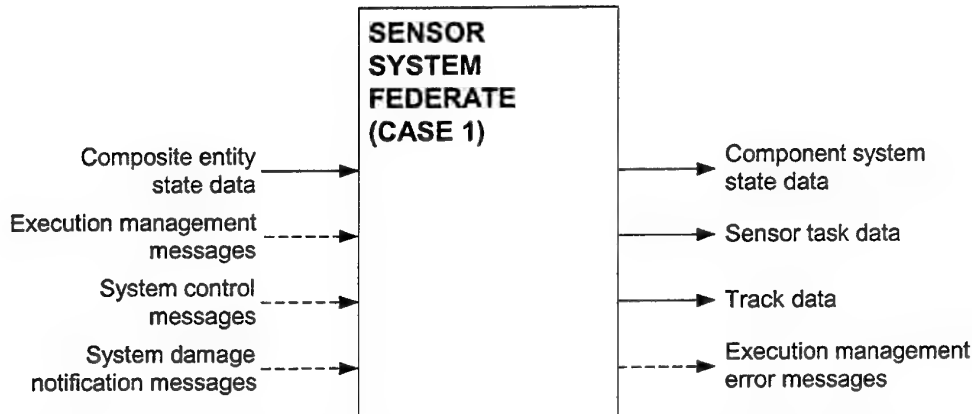 SENSOR
SYSTEM
FEDERATE
(CASE 1)
Composite entity
state data
Execution management
messages
System control
messages
System damage
notification messages
Component system
state data
Sensor task data
Track data
Execution management
error messages